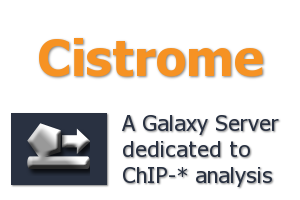 Cistrome
A Galaxy Server
dedicated to
ChIP-* analysis